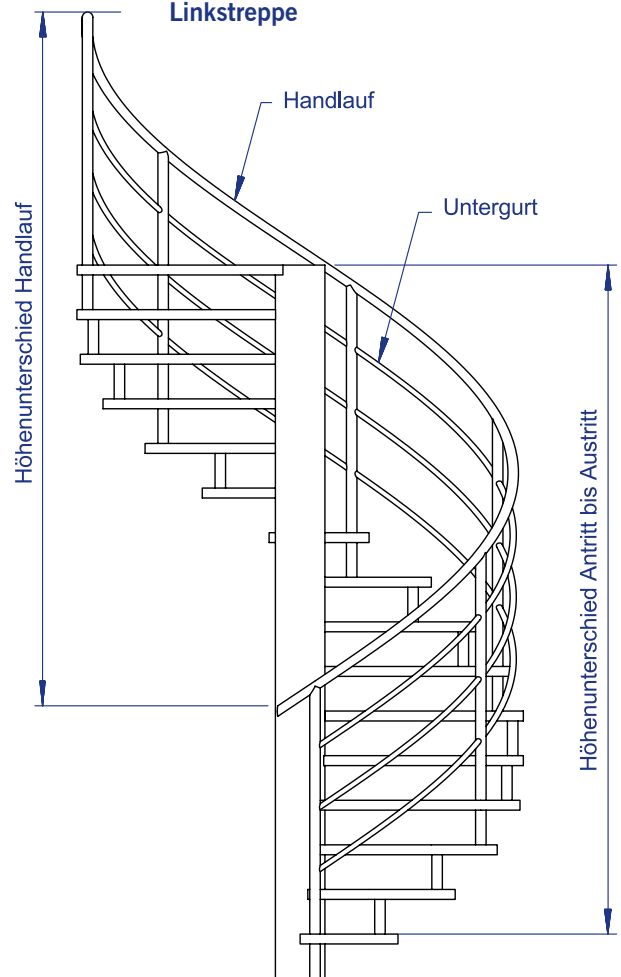 Linkstreppe
Handlauf
Untergurt
Höhenunterschied Handlauf
Höhenunterschied Antritt bis Austritt